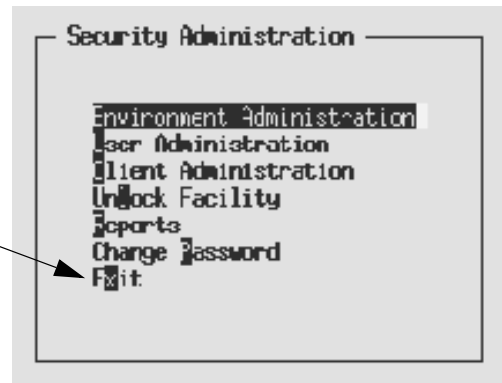 Security Administration
Environment Administration
User Administration
Client Administration
Unlock Facility
Reports
Change Password
Exit